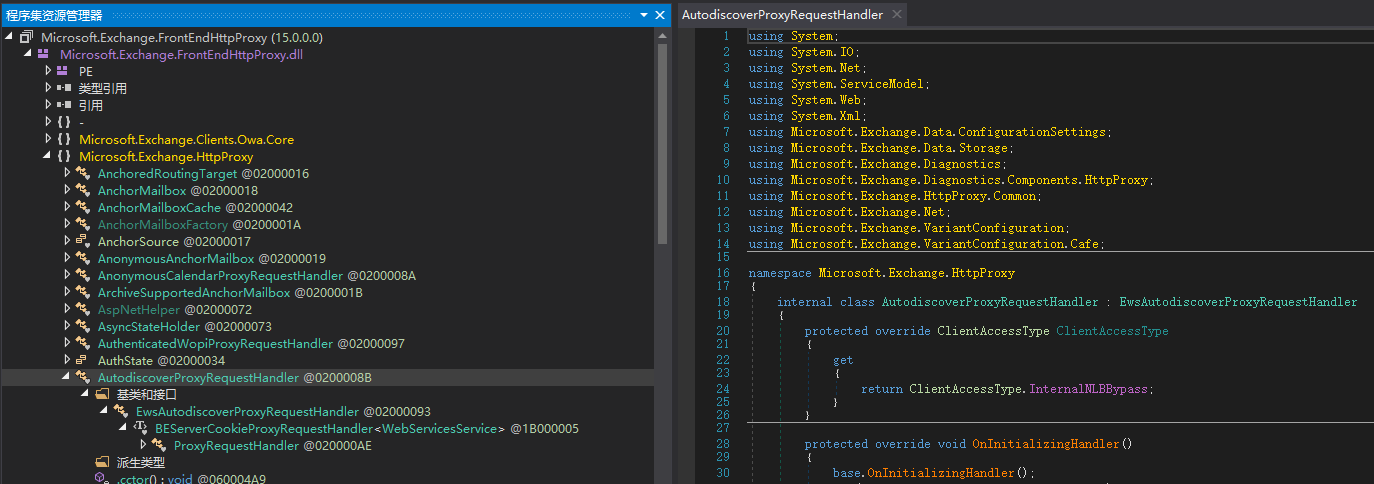 程序集资源管理器
Microsoft.Exchange.FrontEndHttpProxy (15.0.0.0)
Microsoft.Exchange.FrontEndHttpProxy.dll
PE
类型引用
引用
{ } -
{ } Microsoft.Exchange.Clients.Owa.Core
{ } Microsoft.Exchange.HttpProxy
AnchoredRoutingTarget @02000016
AnchorMailbox @02000018
AnchorMailboxCache @02000042
AnchorMailboxFactory @0200001A
AnchorSource @02000017
AnonymousAnchorMailbox @02000019
AnonymousCalendarProxyRequestHandler @0200008A
ArchiveSupportedAnchorMailbox @0200001B
AspNetHelper @02000072
AsyncStateHolder @02000073
AuthenticatedWopiProxyRequestHandler @02000097
AuthState @02000034
AutodiscoverProxyRequestHandler @0200008B
基类和接口
EwsAutodiscoverProxyRequestHandler @02000093
BEServerCookieProxyRequestHandler<WebServicesService> @1B000005
ProxyRequestHandler @020000AE
派生类型
.cctor() : void @060004A9
AutodiscoverProxyRequestHandler
1 using System;
2 using System.IO;
3 using System.Net;
4 using System.ServiceModel;
5 using System.Web;
6 using System.Xml;
7 using Microsoft.Exchange.Data.ConfigurationSettings;
8 using Microsoft.Exchange.Data.Storage;
9 using Microsoft.Exchange.Diagnostics;
10 using Microsoft.Exchange.Diagnostics.Components.HttpProxy;
11 using Microsoft.Exchange.HttpProxy.Common;
12 using Microsoft.Exchange.Net;
13 using Microsoft.Exchange.VariantConfiguration;
14 using Microsoft.Exchange.VariantConfiguration.Cafe;
15
16 namespace Microsoft.Exchange.HttpProxy
17 {
18 internal class AutodiscoverProxyRequestHandler : EwsAutodiscoverProxyRequestHandler
19 {
20 protected override ClientAccessType ClientAccessType
21 {
22 get
23 {
24 return ClientAccessType.InternalNLBBypass;
25 }
26 }
27
28 protected override void OnInitializingHandler()
29 {
30 base.OnInitializingHandler();